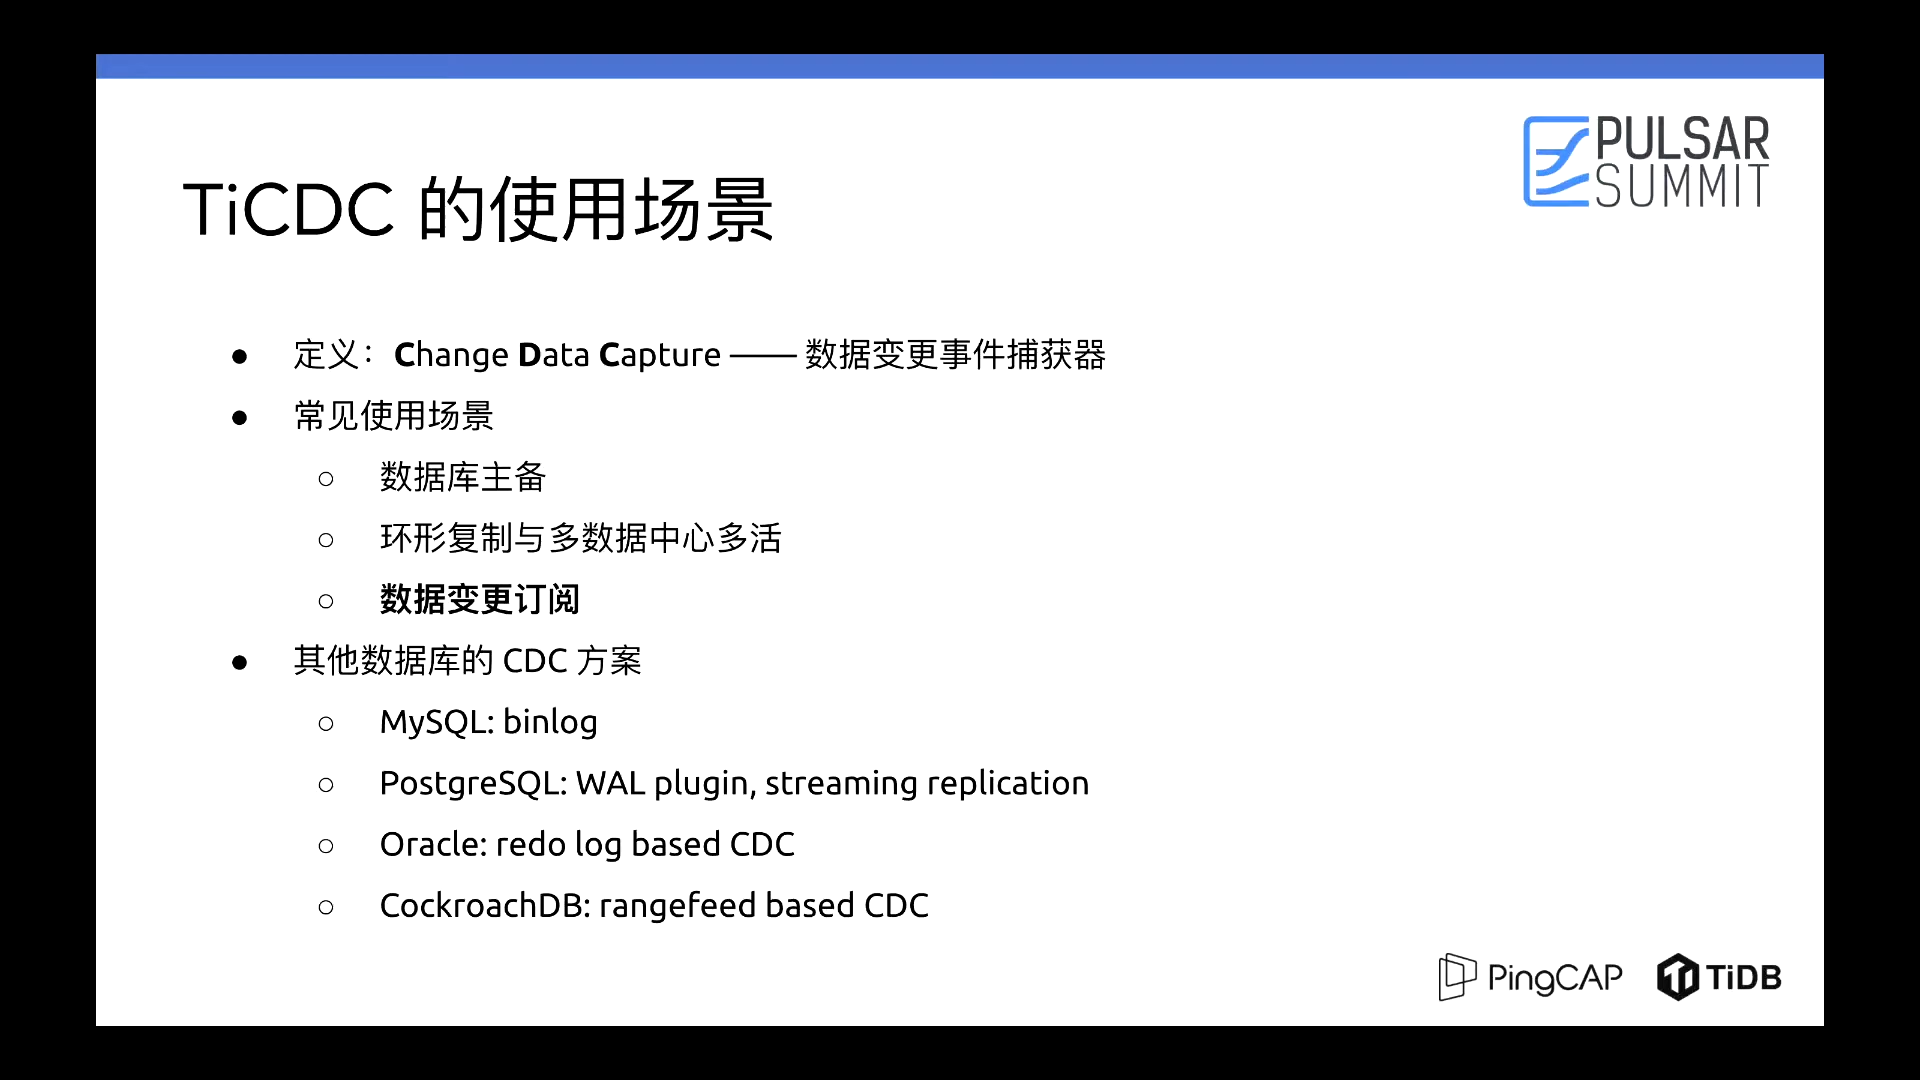 PULSAR
SUMMIT
TiCDC 的使用场景
● 定义：Change Data Capture —— 数据变更事件捕获器
● 常见使用场景
○ 数据库主备
○ 环形复制与多数据中心多活
○ 数据变更订阅
● 其他数据库的 CDC 方案
○ MySQL: binlog
○ PostgreSQL: WAL plugin, streaming replication
○ Oracle: redo log based CDC
○ CockroachDB: rangefeed based CDC
PingCAP TiDB